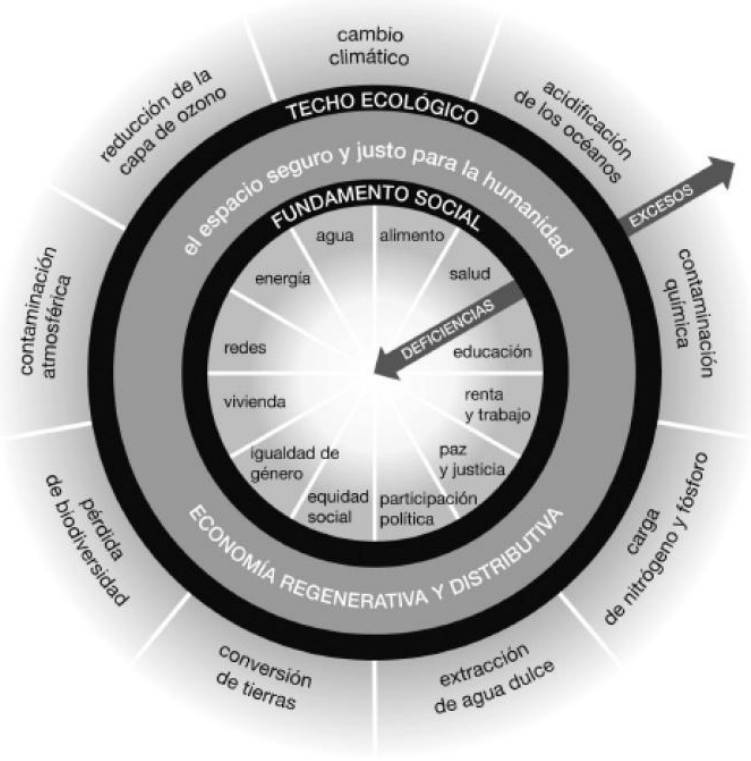 cambio
climático
acidificación
de los océanos
contaminación
química
carga
de nitrógeno y fósforo
extracción
de agua dulce
conversión
de tierras
pérdida
de biodiversidad
contaminación
atmosférica
reducción de la
capa de ozono
EXCESOS
TECHO ECOLÓGICO
el espacio seguro y justo para la humanidad
FUNDAMENTO SOCIAL
agua
alimento
salud
DEFICIENCIAS
educación
renta
y trabajo
paz
y justicia
participación
política
equidad
social
igualdad de
género
vivienda
redes
energía
ECONOMÍA REGENERATIVA Y DISTRIBUTIVA